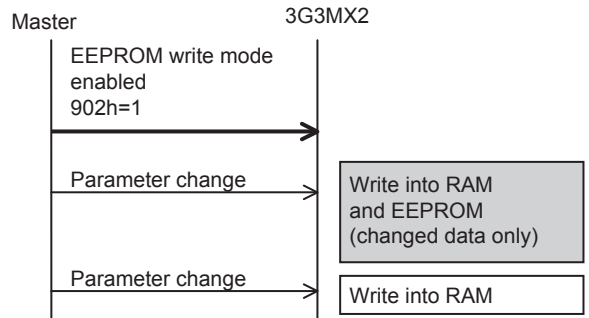 Master
3G3MX2
EEPROM write mode
enabled
902h=1
Parameter change
Write into RAM
and EEPROM
(changed data only)
Parameter change
Write into RAM